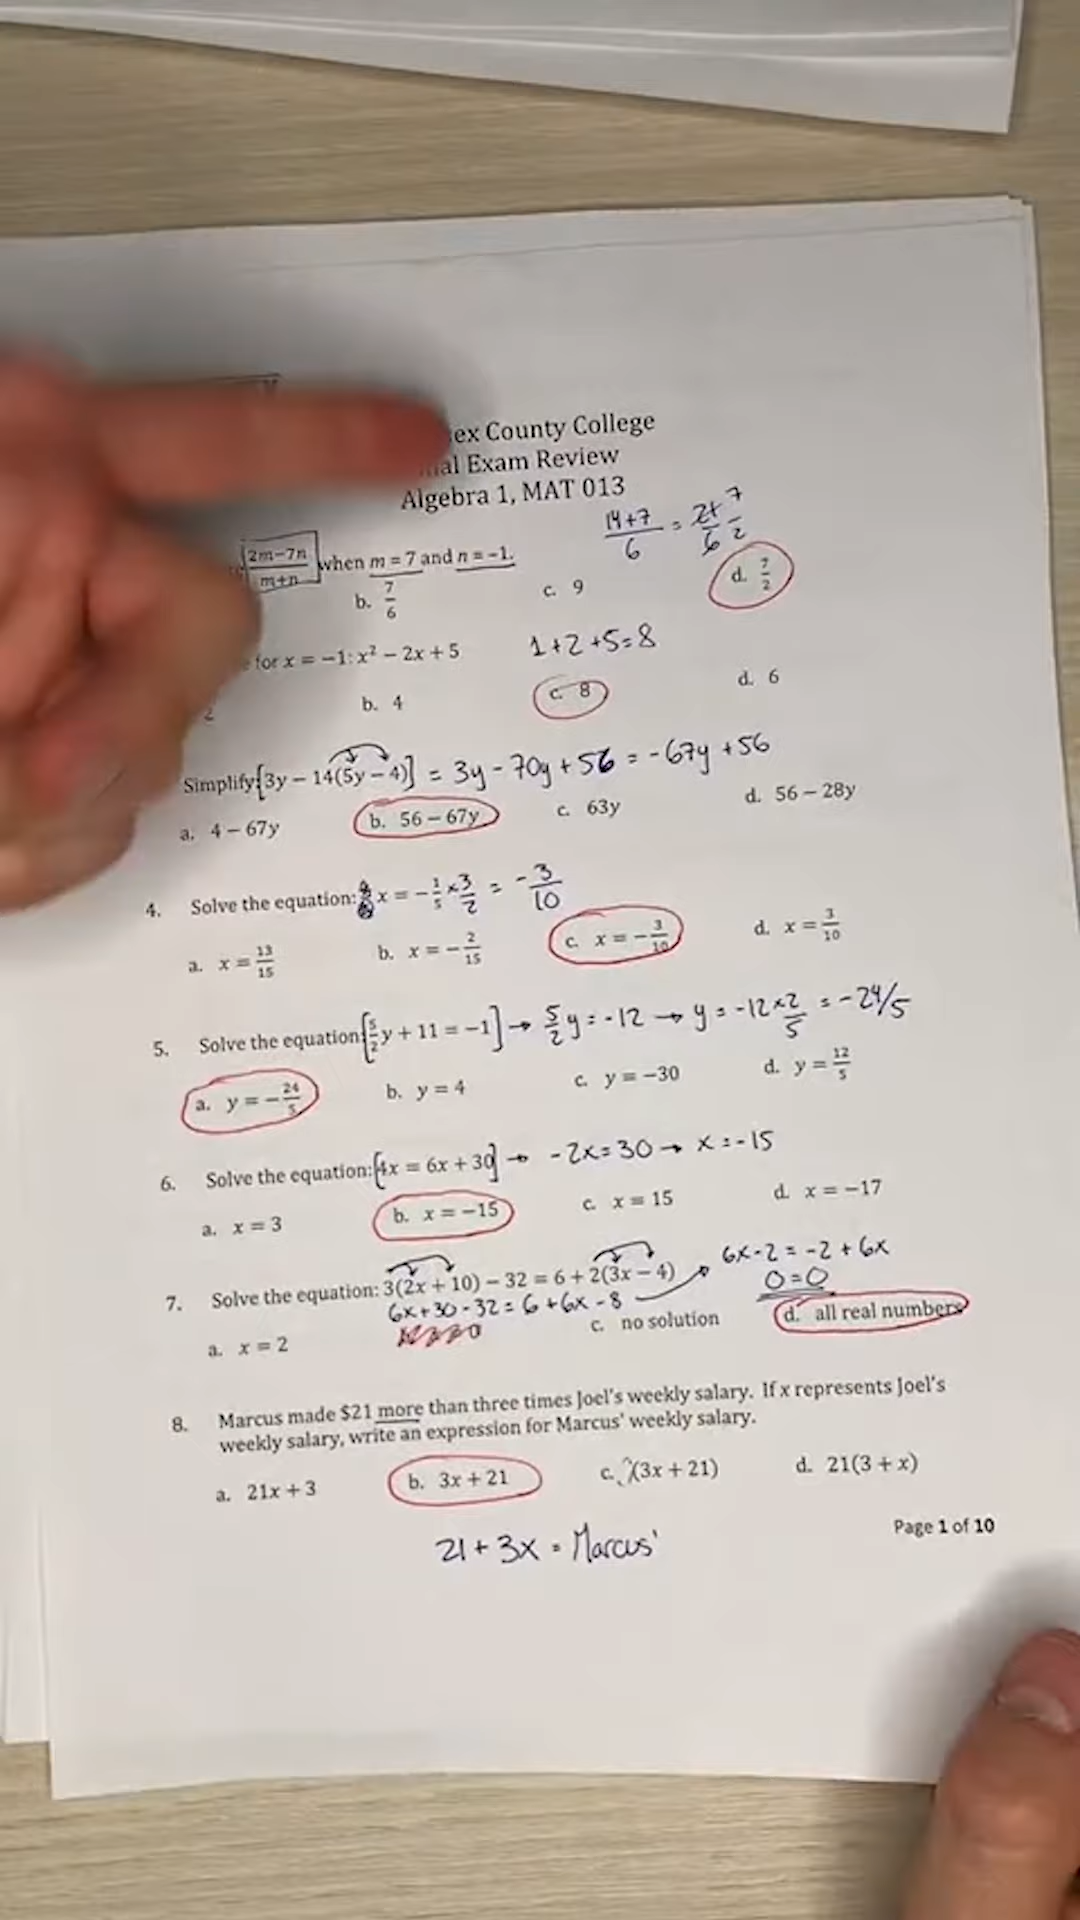 County College
Exam Review
Algebra 1, MAT 013
14+7/6 = 21/6 7/2
2m−7n/m+n when m = 7 and n = −1.
b. 7/6 c. 9 d. 7/2
for x = −1: x² − 2x + 5 1+2+5=8
2 b. 4 c. 8 d. 6
Simplify: [3y − 14(5y − 4)] = 3y - 70y + 56 = -67y + 56
a. 4 − 67y b. 56 − 67y c. 63y d. 56 − 28y
4. Solve the equation: x = −1/5 × 3/2 = -3/10
a. x = 13/15 b. x = −2/15 c. x = −3/10 d. x = 3/10
5. Solve the equation: [5/2 y + 11 = −1] → 5/2 y = -12 → y = -12 × 2/5 = -24/5
a. y = −24/5 b. y = 4 c. y = −30 d. y = 12/5
6. Solve the equation: [4x = 6x + 30] → -2x = 30 → x = -15
a. x = 3 b. x = −15 c. x = 15 d. x = −17
7. Solve the equation: 3(2x + 10) − 32 = 6 + 2(3x − 4) → 6x - 2 = -2 + 6x
6x + 30 - 32 = 6 + 6x - 8 0 = 0
a. x = 2 c. no solution d. all real numbers
8. Marcus made $21 more than three times Joel's weekly salary. If x represents Joel's
weekly salary, write an expression for Marcus' weekly salary.
a. 21x + 3 b. 3x + 21 c. (3x + 21) d. 21(3 + x)
Page 1 of 10
21 + 3x = Marcus'